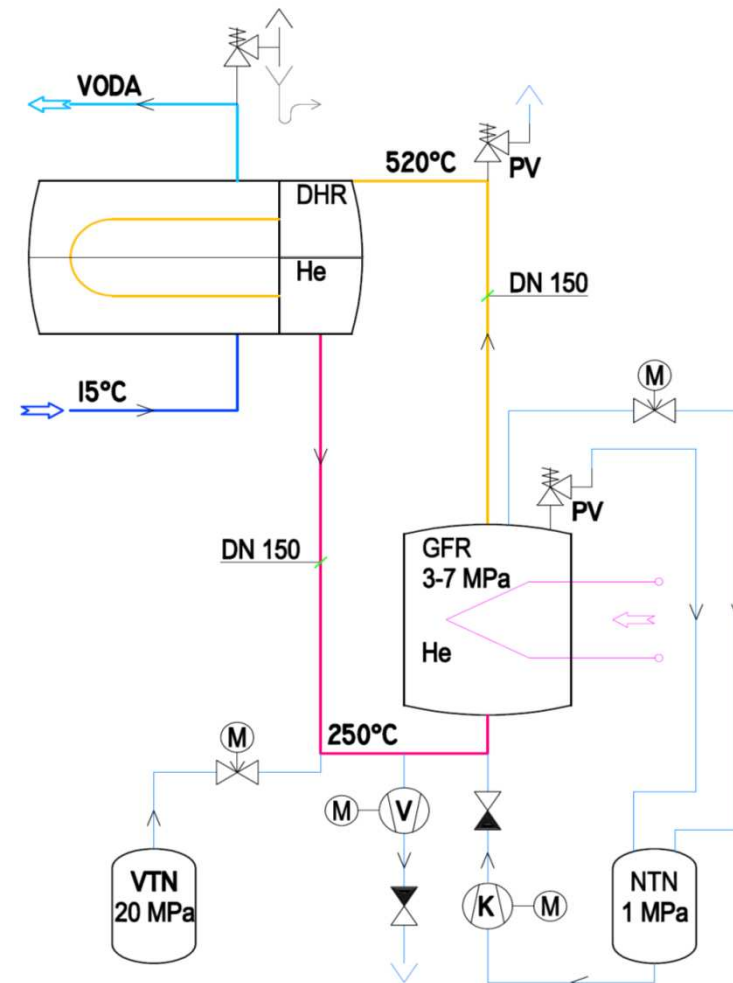 VODA
520°C
PV
DHR
He
DN 150
15°C
M
PV
DN 150
GFR
3-7 MPa
He
250°C
M
M
V
VTN
20 MPa
K
M
NTN
1 MPa